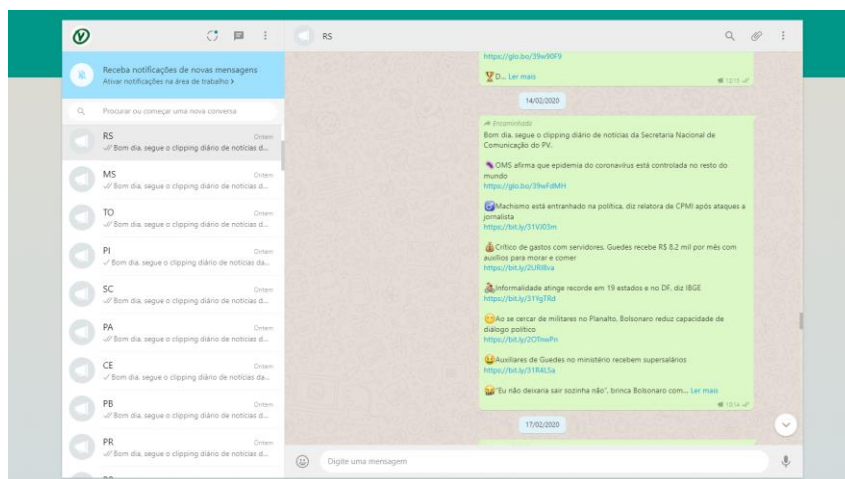 RS
Receba notificações de novas mensagens
Ativar notificações na área de trabalho >
Procurar ou começar uma nova conversa
RS Ontem
Bom dia, segue o clipping diário de notícias d...
MS Ontem
Bom dia, segue o clipping diário de notícias d...
TO Ontem
Bom dia, segue o clipping diário de notícias d...
PI Ontem
Bom dia, segue o clipping diário de notícias da...
SC Ontem
Bom dia, segue o clipping diário de notícias d...
PA Ontem
Bom dia, segue o clipping diário de notícias d...
CE Ontem
Bom dia, segue o clipping diário de notícias da...
PB Ontem
Bom dia, segue o clipping diário de notícias d...
PR Ontem
Bom dia, segue o clipping diário de notícias d...
https://glo.bo/39w90F9
🏆D... Ler mais
12:15
14/02/2020
Encaminhada
Bom dia, segue o clipping diário de notícias da Secretaria Nacional de
Comunicação do PV.
OMS afirma que epidemia do coronavírus está controlada no resto do
mundo
https://glo.bo/39wFdMH
Machismo está entranhado na política, diz relatora de CPMI após ataques a
jornalista
https://bit.ly/31VJ03m
Crítico de gastos com servidores, Guedes recebe R$ 8,2 mil por mês com
auxílios para morar e comer
https://bit.ly/2URl8va
Informalidade atinge recorde em 19 estados e no DF, diz IBGE
https://bit.ly/31YgTRd
Ao se cercar de militares no Planalto, Bolsonaro reduz capacidade de
diálogo político
https://bit.ly/2OTnwPn
Auxiliares de Guedes no ministério recebem supersalários
https://bit.ly/31R4LSa
"Eu não deixaria sair sozinha não", brinca Bolsonaro com... Ler mais
10:14
17/02/2020
Digite uma mensagem